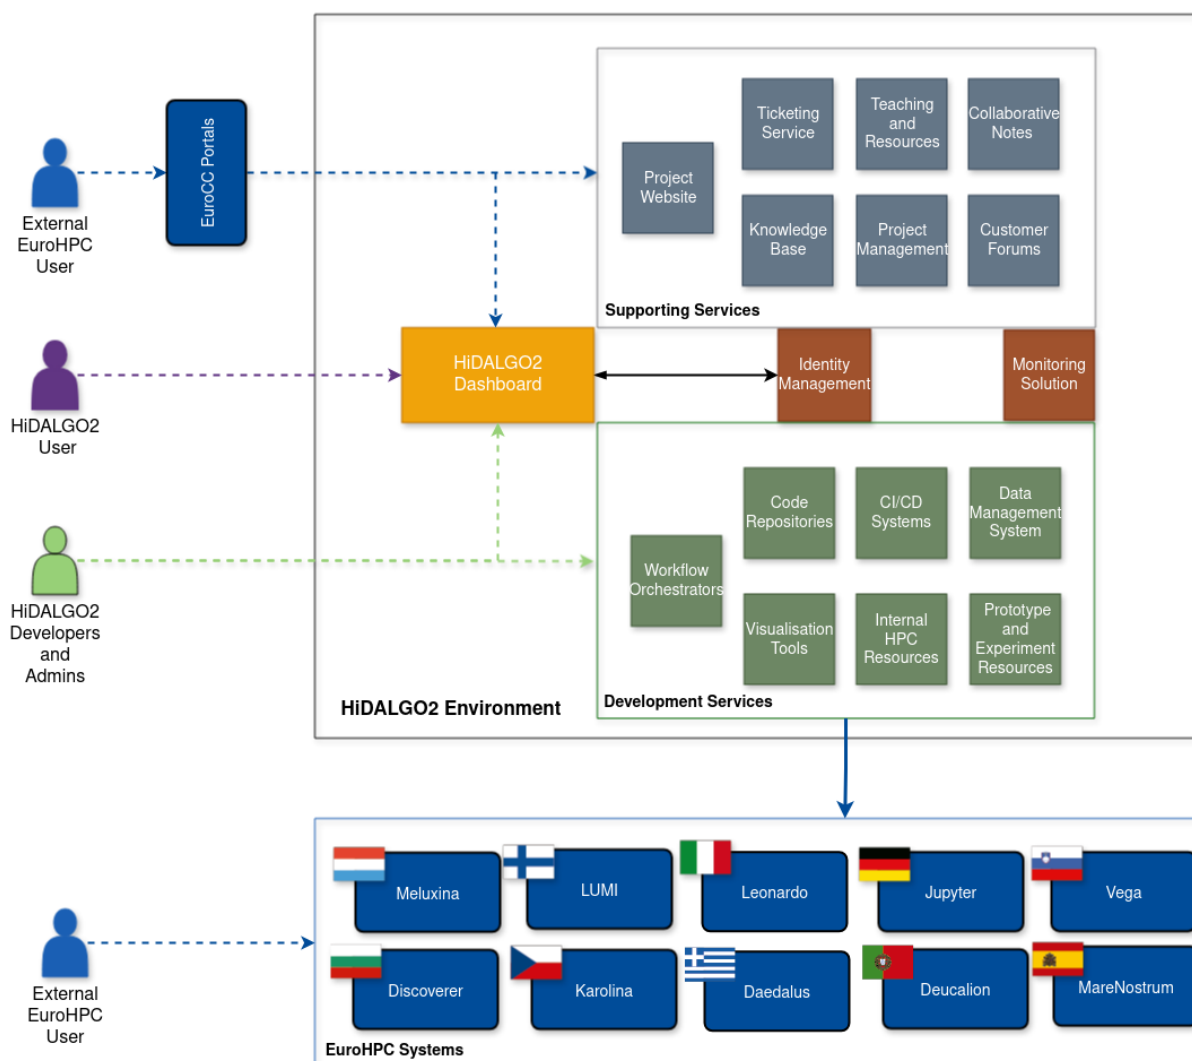 Ticketing
Service
Teaching
and
Resources
Collaborative
Notes
EuroCC Portals
External
EuroHPC
User
Project
Website
Knowledge
Base
Project
Management
Customer
Forums
Supporting Services
HiDALGO2
Dashboard
Identity
Management
Monitoring
Solution
HiDALGO2
User
Code
Repositories
CI/CD
Systems
Data
Management
System
Workflow
Orchestrators
HiDALGO2
Developers
and
Admins
Visualisation
Tools
Internal
HPC
Resources
Prototype
and
Experiment
Resources
Development Services
HiDALGO2 Environment
Meluxina
LUMI
Leonardo
Jupyter
Vega
External
EuroHPC
User
Discoverer
Karolina
Daedalus
Deucalion
MareNostrum
EuroHPC Systems